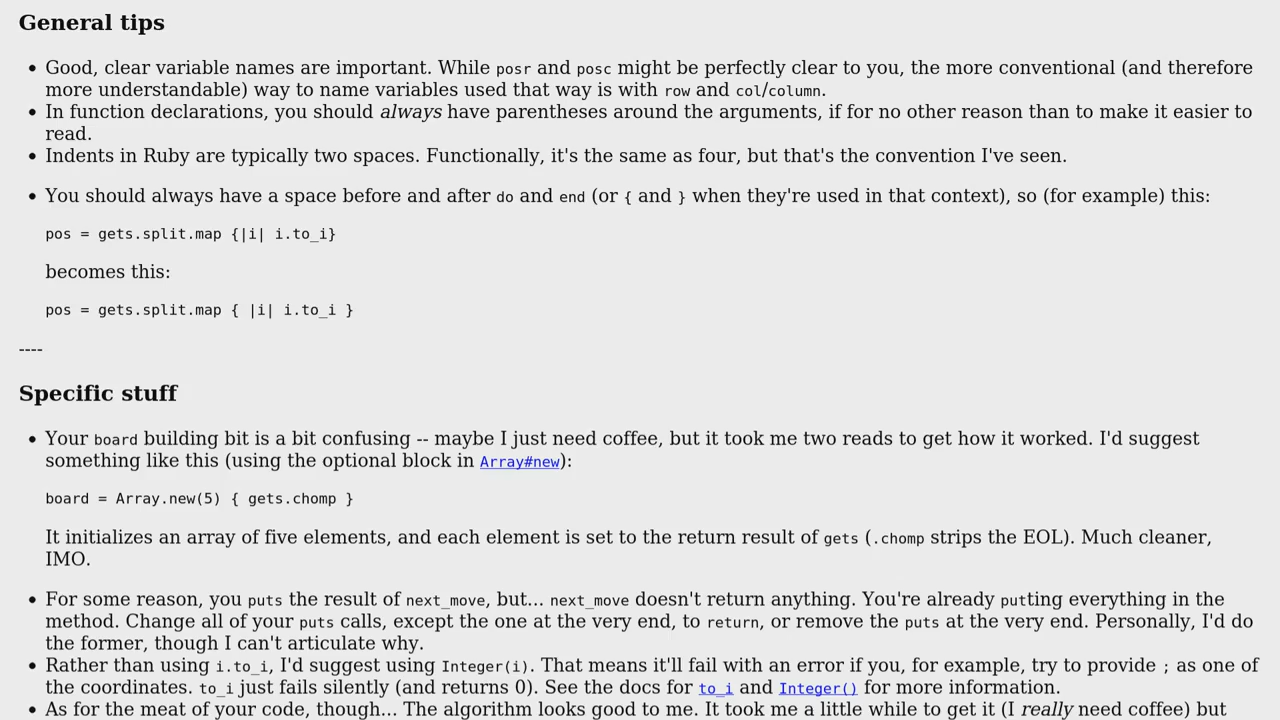 General tips
Good, clear variable names are important. While posr and posc might be perfectly clear to you, the more conventional (and therefore
more understandable) way to name variables used that way is with row and col/column.
In function declarations, you should always have parentheses around the arguments, if for no other reason than to make it easier to
read.
Indents in Ruby are typically two spaces. Functionally, it's the same as four, but that's the convention I've seen.
You should always have a space before and after do and end (or { and } when they're used in that context), so (for example) this:
pos = gets.split.map {|i| i.to_i}
becomes this:
pos = gets.split.map { |i| i.to_i }
----
Specific stuff
Your board building bit is a bit confusing -- maybe I just need coffee, but it took me two reads to get how it worked. I'd suggest
something like this (using the optional block in Array#new):
board = Array.new(5) { gets.chomp }
It initializes an array of five elements, and each element is set to the return result of gets (.chomp strips the EOL). Much cleaner,
IMO.
For some reason, you puts the result of next_move, but... next_move doesn't return anything. You're already putting everything in the
method. Change all of your puts calls, except the one at the very end, to return, or remove the puts at the very end. Personally, I'd do
the former, though I can't articulate why.
Rather than using i.to_i, I'd suggest using Integer(i). That means it'll fail with an error if you, for example, try to provide ; as one of
the coordinates. to_i just fails silently (and returns 0). See the docs for to_i and Integer() for more information.
As for the meat of your code, though... The algorithm looks good to me. It took me a little while to get it (I really need coffee) but